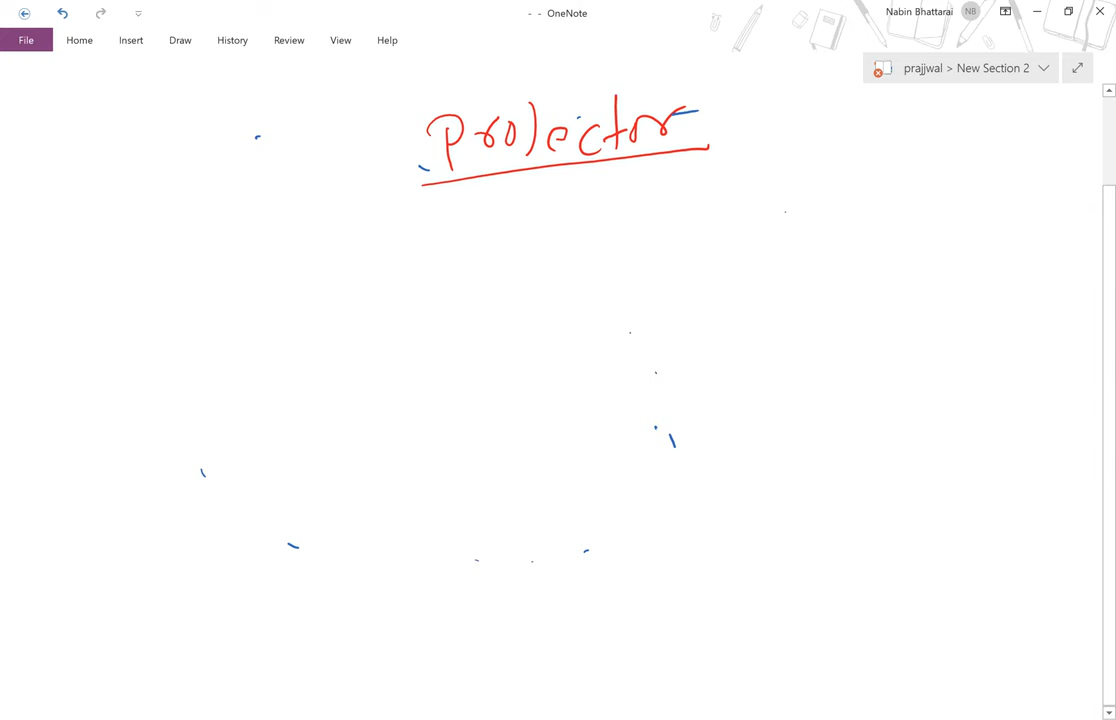 - - OneNote
Nabin Bhattarai NB
File Home Insert Draw History Review View Help
prajjwal > New Section 2
Projector